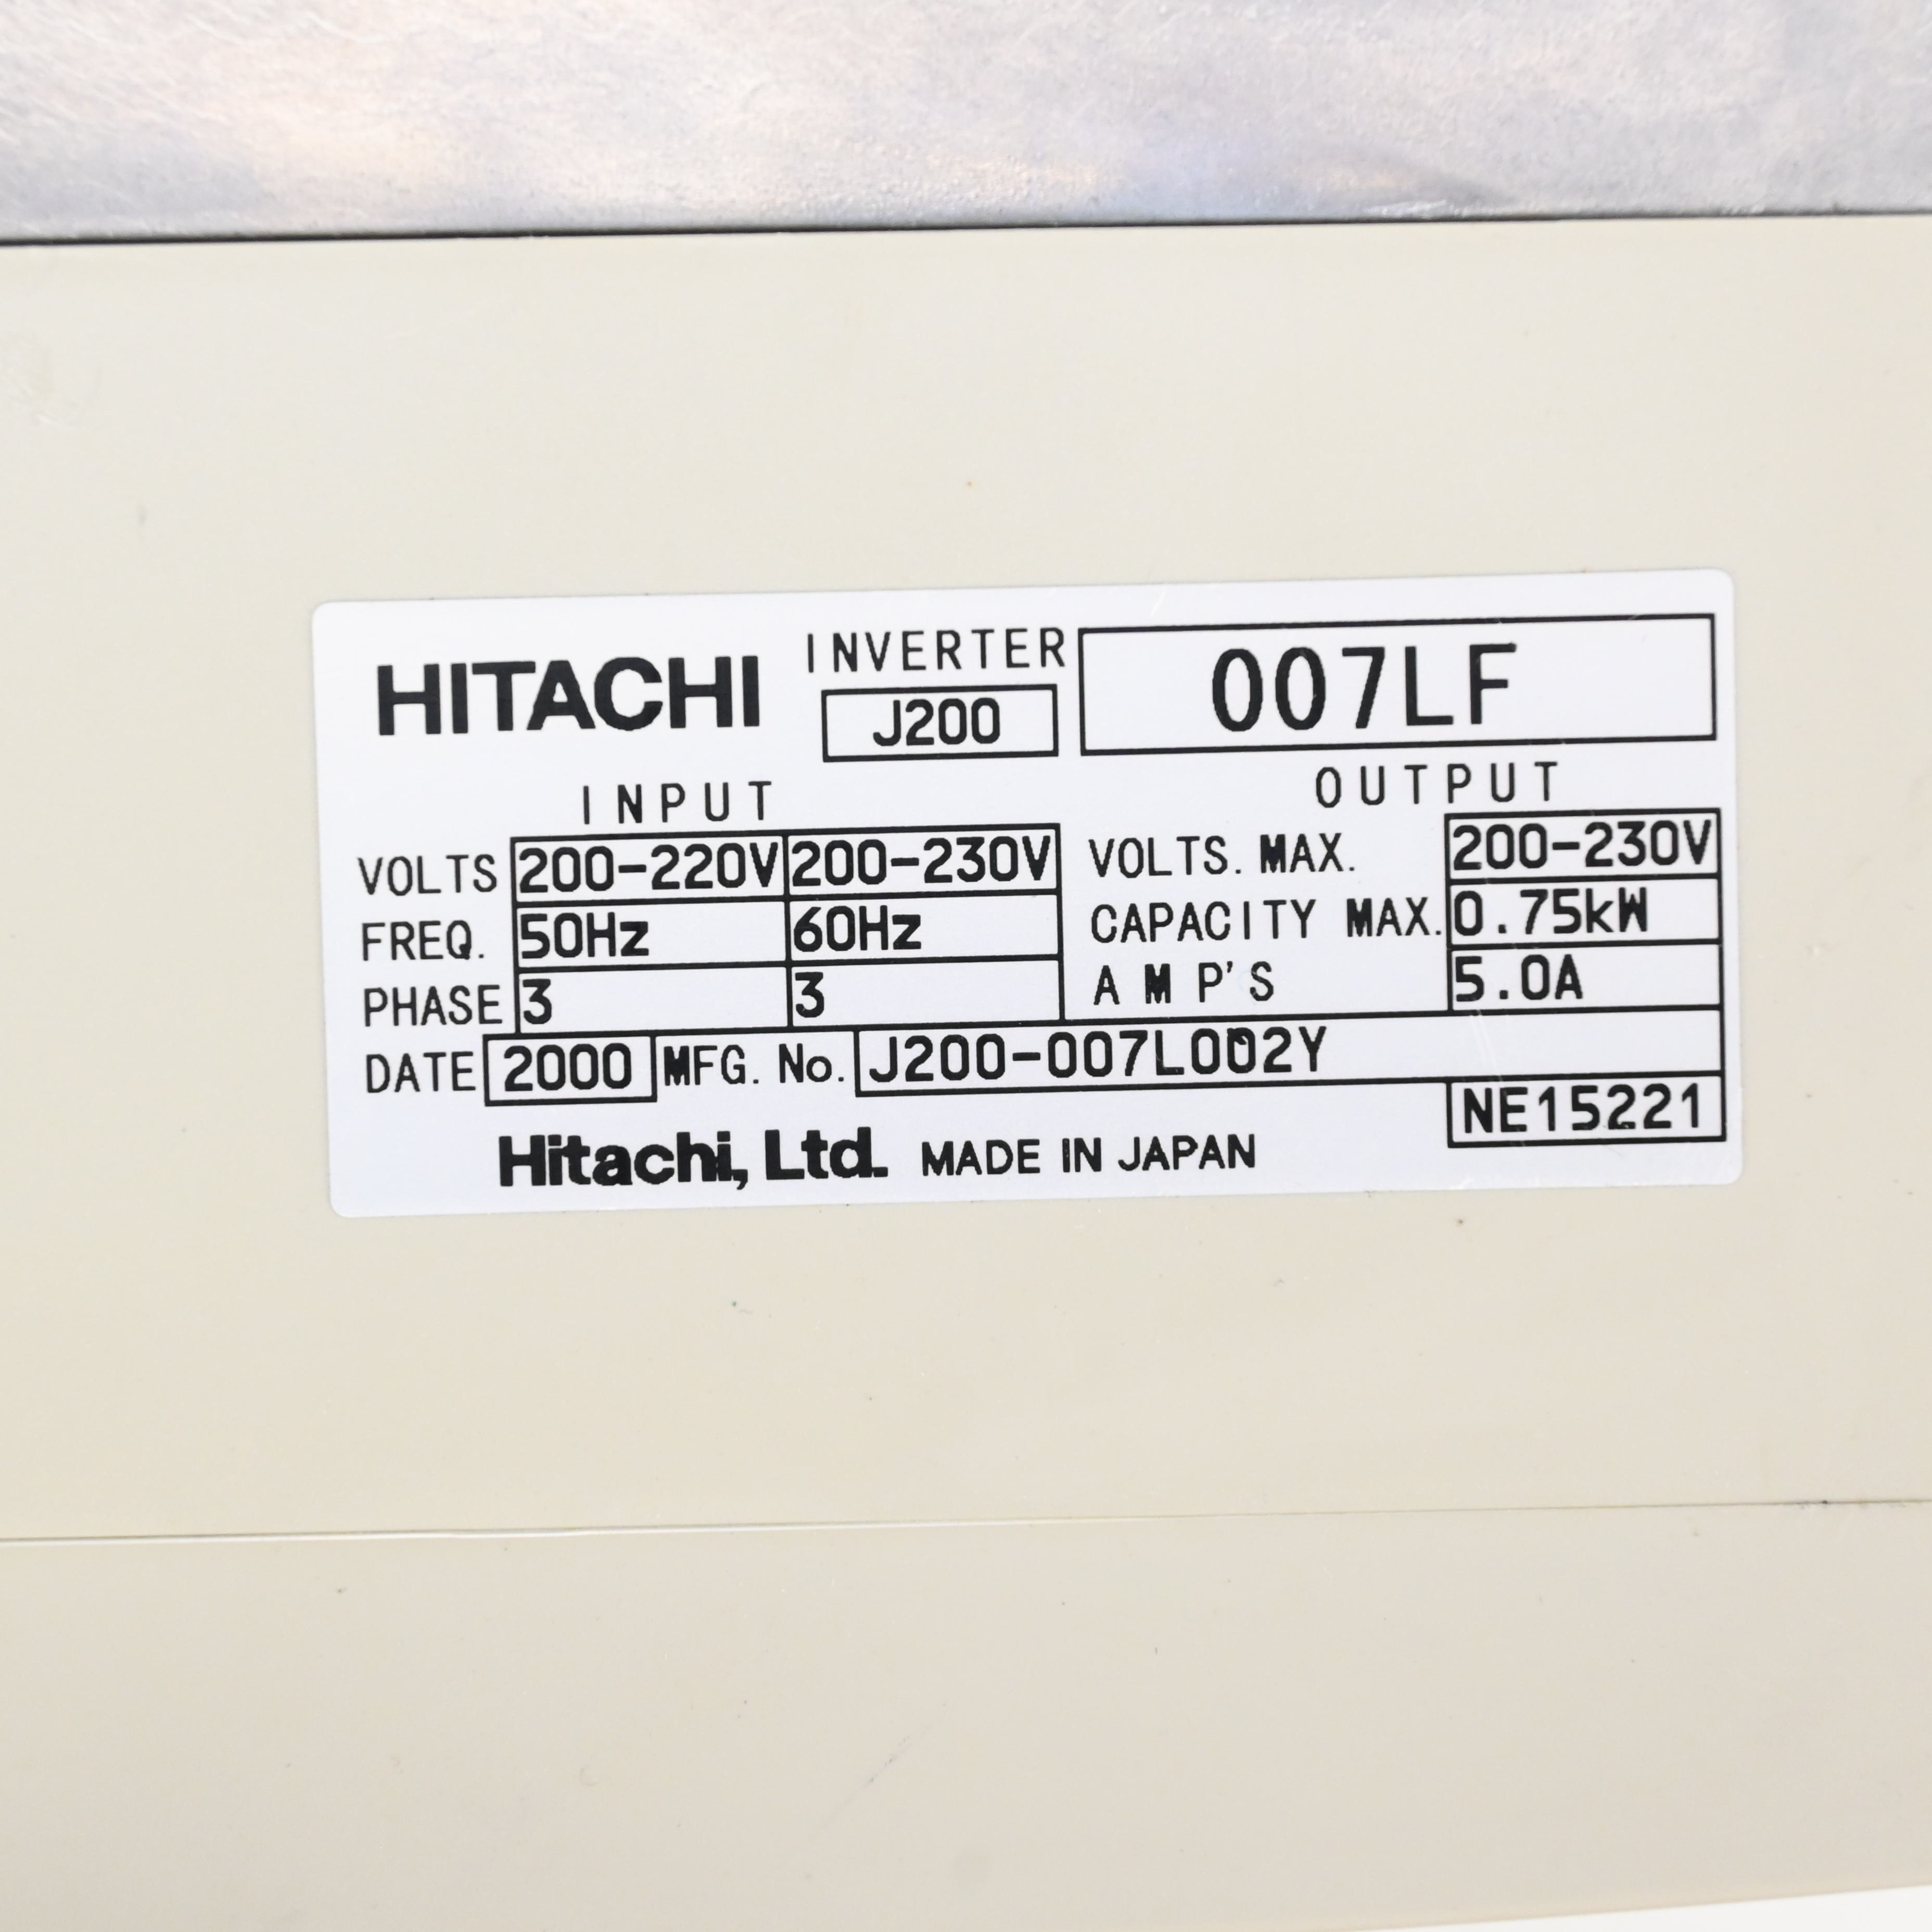 HITACHI INVERTER J200 007LF
INPUT OUTPUT
VOLTS 200-220V 200-230V VOLTS. MAX. 200-230V
FREQ. 50Hz 60Hz CAPACITY MAX. 0.75kW
PHASE 3 3 AMP'S 5.0A
DATE 2000 MFG. No. J200-007L002Y
NE15221
Hitachi, Ltd. MADE IN JAPAN